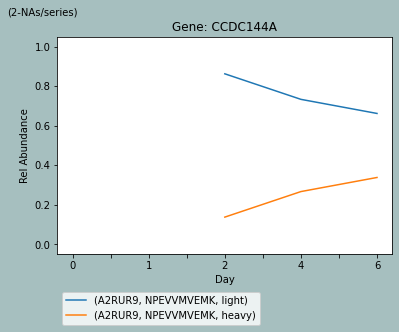 (2-NAs/series)
Gene: CCDC144A
1.0
0.8
0.6
0.4
0.2
0.0
Rel Abundance
0 1 2 4 6
Day
(A2RUR9, NPEVVMVEMK, light)
(A2RUR9, NPEVVMVEMK, heavy)